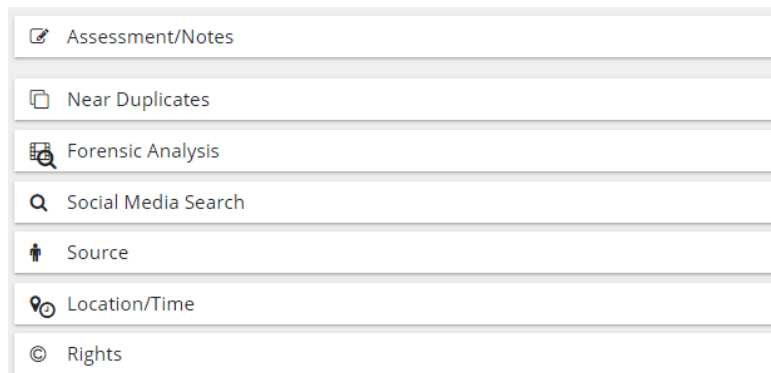 Assessment/Notes
Near Duplicates
Forensic Analysis
Social Media Search
Source
Location/Time
Rights